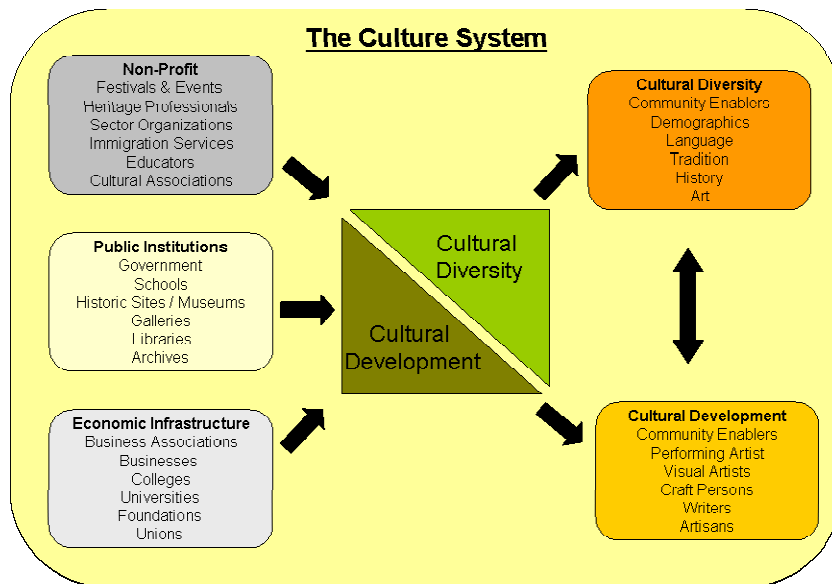 The Culture System
Non-Profit
Festivals & Events
Heritage Professionals
Sector Organizations
Immigration Services
Educators
Cultural Associations
Public Institutions
Government
Schools
Historic Sites / Museums
Galleries
Libraries
Archives
Economic Infrastructure
Business Associations
Businesses
Colleges
Universities
Foundations
Unions
Cultural
Diversity
Cultural
Development
Cultural Diversity
Community Enablers
Demographics
Language
Tradition
History
Art
Cultural Development
Community Enablers
Performing Artist
Visual Artists
Craft Persons
Writers
Artisans